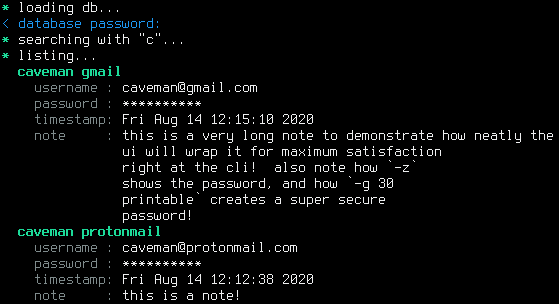 * loading db...
< database password:
* searching with "c"...
* listing...
caveman gmail
username : caveman@gmail.com
password : **********
timestamp: Fri Aug 14 12:15:10 2020
note : this is a very long note to demonstrate how neatly the
ui will wrap it for maximum satisfaction
right at the cli! also note how `-z`
shows the password, and how `-g 30
printable` creates a super secure
password!
caveman protonmail
username : caveman@protonmail.com
password : **********
timestamp: Fri Aug 14 12:12:38 2020
note : this is a note!